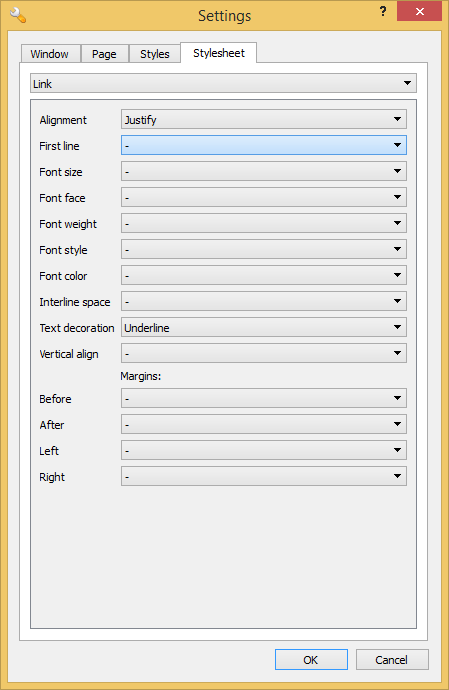 Settings
?
Window Page Styles Stylesheet
Link
Alignment Justify
First line -
Font size -
Font face -
Font weight -
Font style -
Font color -
Interline space -
Text decoration Underline
Vertical align -
Margins:
Before -
After -
Left -
Right -
OK Cancel